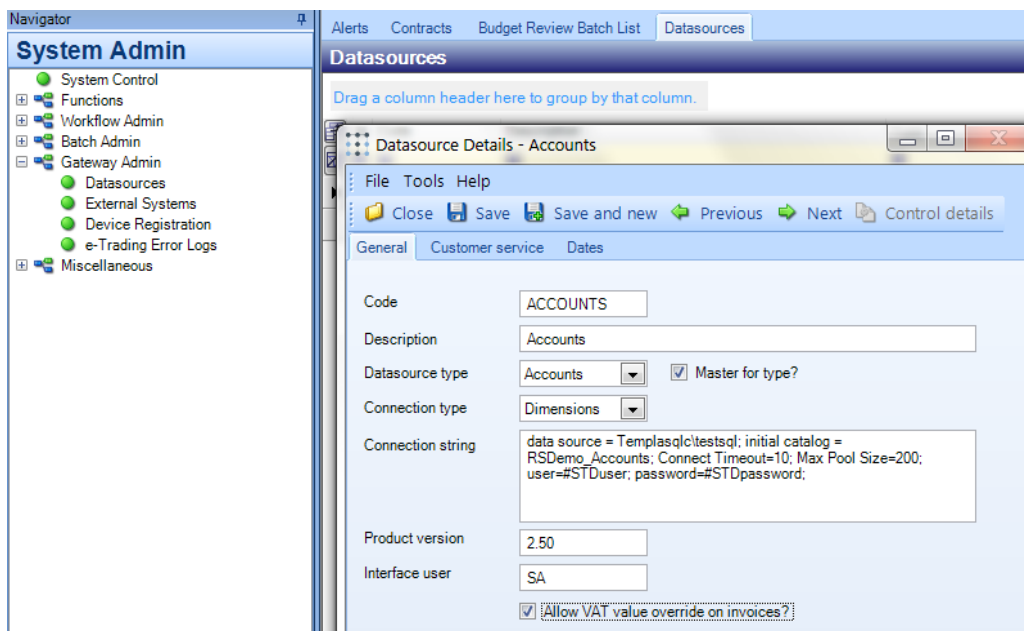 Navigator
System Admin
System Control
Functions
Workflow Admin
Batch Admin
Gateway Admin
Datasources
External Systems
Device Registration
e-Trading Error Logs
Miscellaneous
Alerts Contracts Budget Review Batch List Datasources
Datasources
Drag a column header here to group by that column.
Datasource Details - Accounts
File Tools Help
Close Save Save and new Previous Next Control details
General Customer service Dates
Code ACCOUNTS
Description Accounts
Datasource type Accounts Master for type?
Connection type Dimensions
Connection string data source = Templasqlc\testsql; initial catalog =
RSDemo_Accounts; Connect Timeout=10; Max Pool Size=200;
user=#STDuser; password=#STDpassword;
Product version 2.50
Interface user SA
Allow VAT value override on invoices?